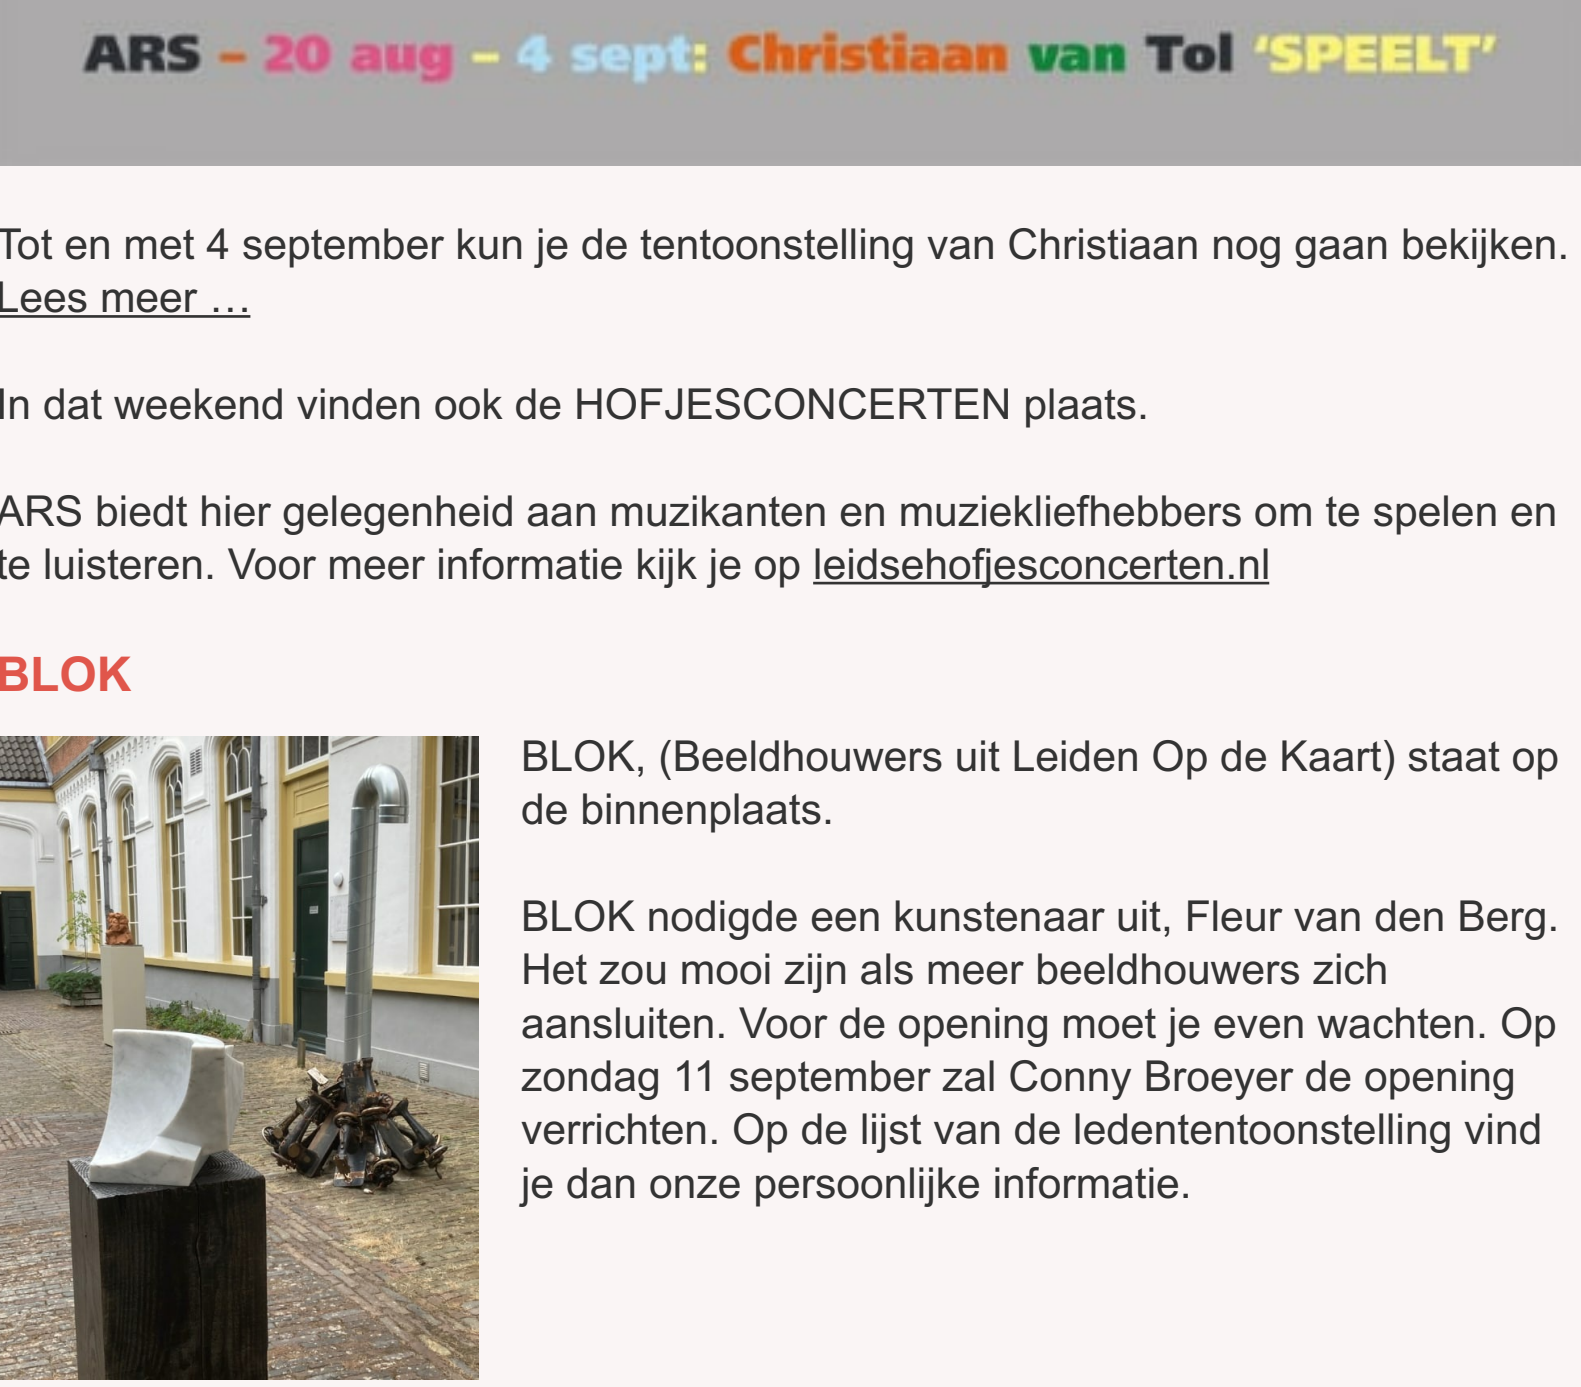 ARS – 20 aug – 4 sept: Christiaan van Tol ‘SPEELT’
Tot en met 4 september kun je de tentoonstelling van Christiaan nog gaan bekijken.
Lees meer …
In dat weekend vinden ook de HOFJESCONCERTEN plaats.
ARS biedt hier gelegenheid aan muzikanten en muziekliefhebbers om te spelen en
te luisteren. Voor meer informatie kijk je op leidsehofjesconcerten.nl
BLOK
BLOK, (Beeldhouwers uit Leiden Op de Kaart) staat op
de binnenplaats.
BLOK nodigde een kunstenaar uit, Fleur van den Berg.
Het zou mooi zijn als meer beeldhouwers zich
aansluiten. Voor de opening moet je even wachten. Op
zondag 11 september zal Conny Broeyer de opening
verrichten. Op de lijst van de ledententoonstelling vind
je dan onze persoonlijke informatie.